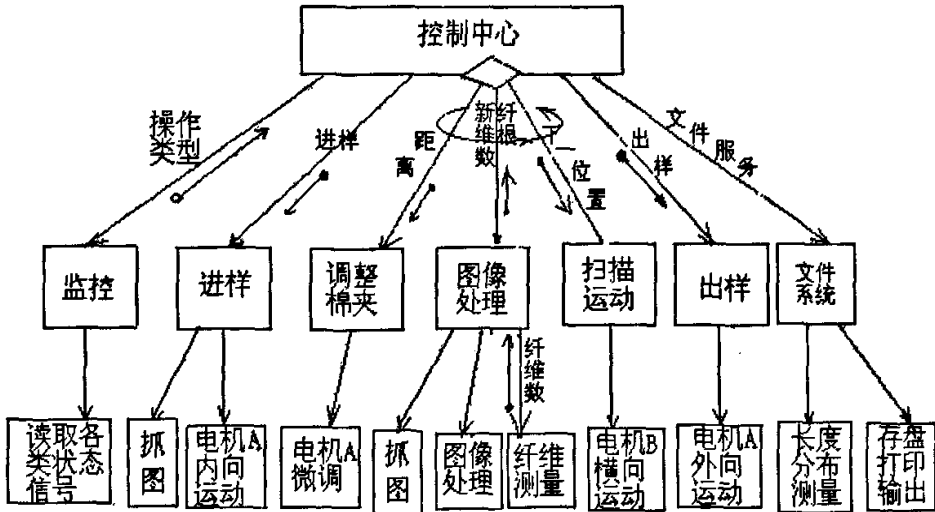 控制中心
操作
类型
进样
距离
新纤
维根
数
下一位置
出样
文件服务
监控
进样
调整
棉夹
图像
处理
扫描
运动
出样
文件
系统
纤维数
读取各
类状态
信号
抓
图
电机A
内向
运动
电机A
微调
抓
图
图像
处理
纤维
测量
电机B
横向
运动
电机A
外向
运动
长度
分布
测量
存盘
打印
输出